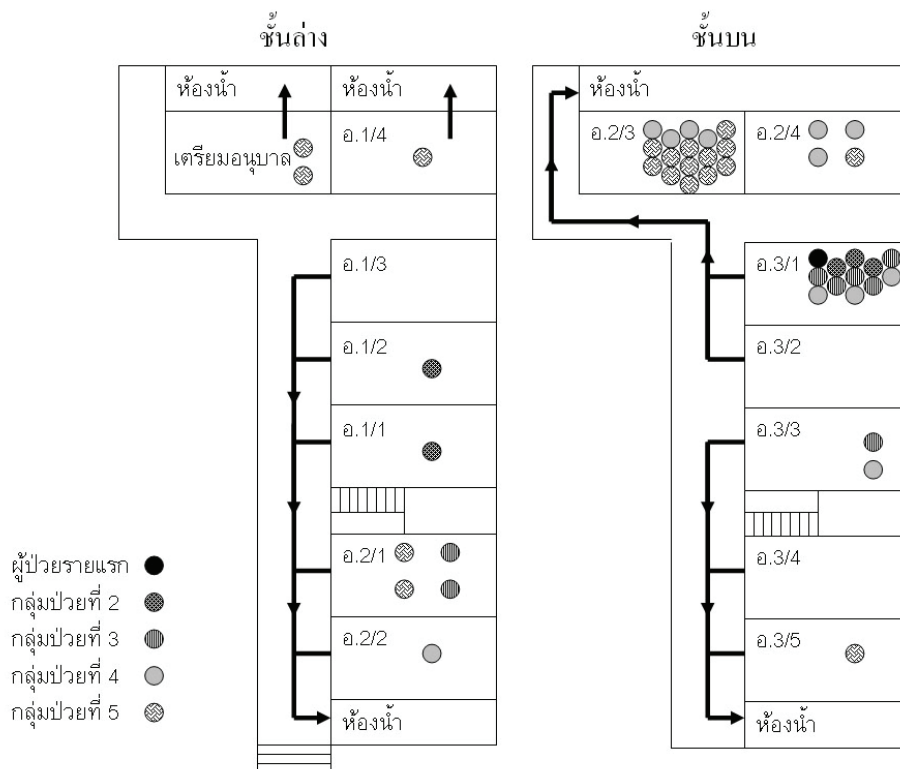 ชั้นล่าง
ห้องน้ำ
ห้องน้ำ
เตรียมอนุบาล
อ.1/4
อ.1/3
อ.1/2
อ.1/1
อ.2/1
อ.2/2
ห้องน้ำ
ชั้นบน
ห้องน้ำ
อ.2/3
อ.2/4
อ.3/1
อ.3/2
อ.3/3
อ.3/4
อ.3/5
ห้องน้ำ
ผู้ป่วยรายแรก
กลุ่มป่วยที่ 2
กลุ่มป่วยที่ 3
กลุ่มป่วยที่ 4
กลุ่มป่วยที่ 5